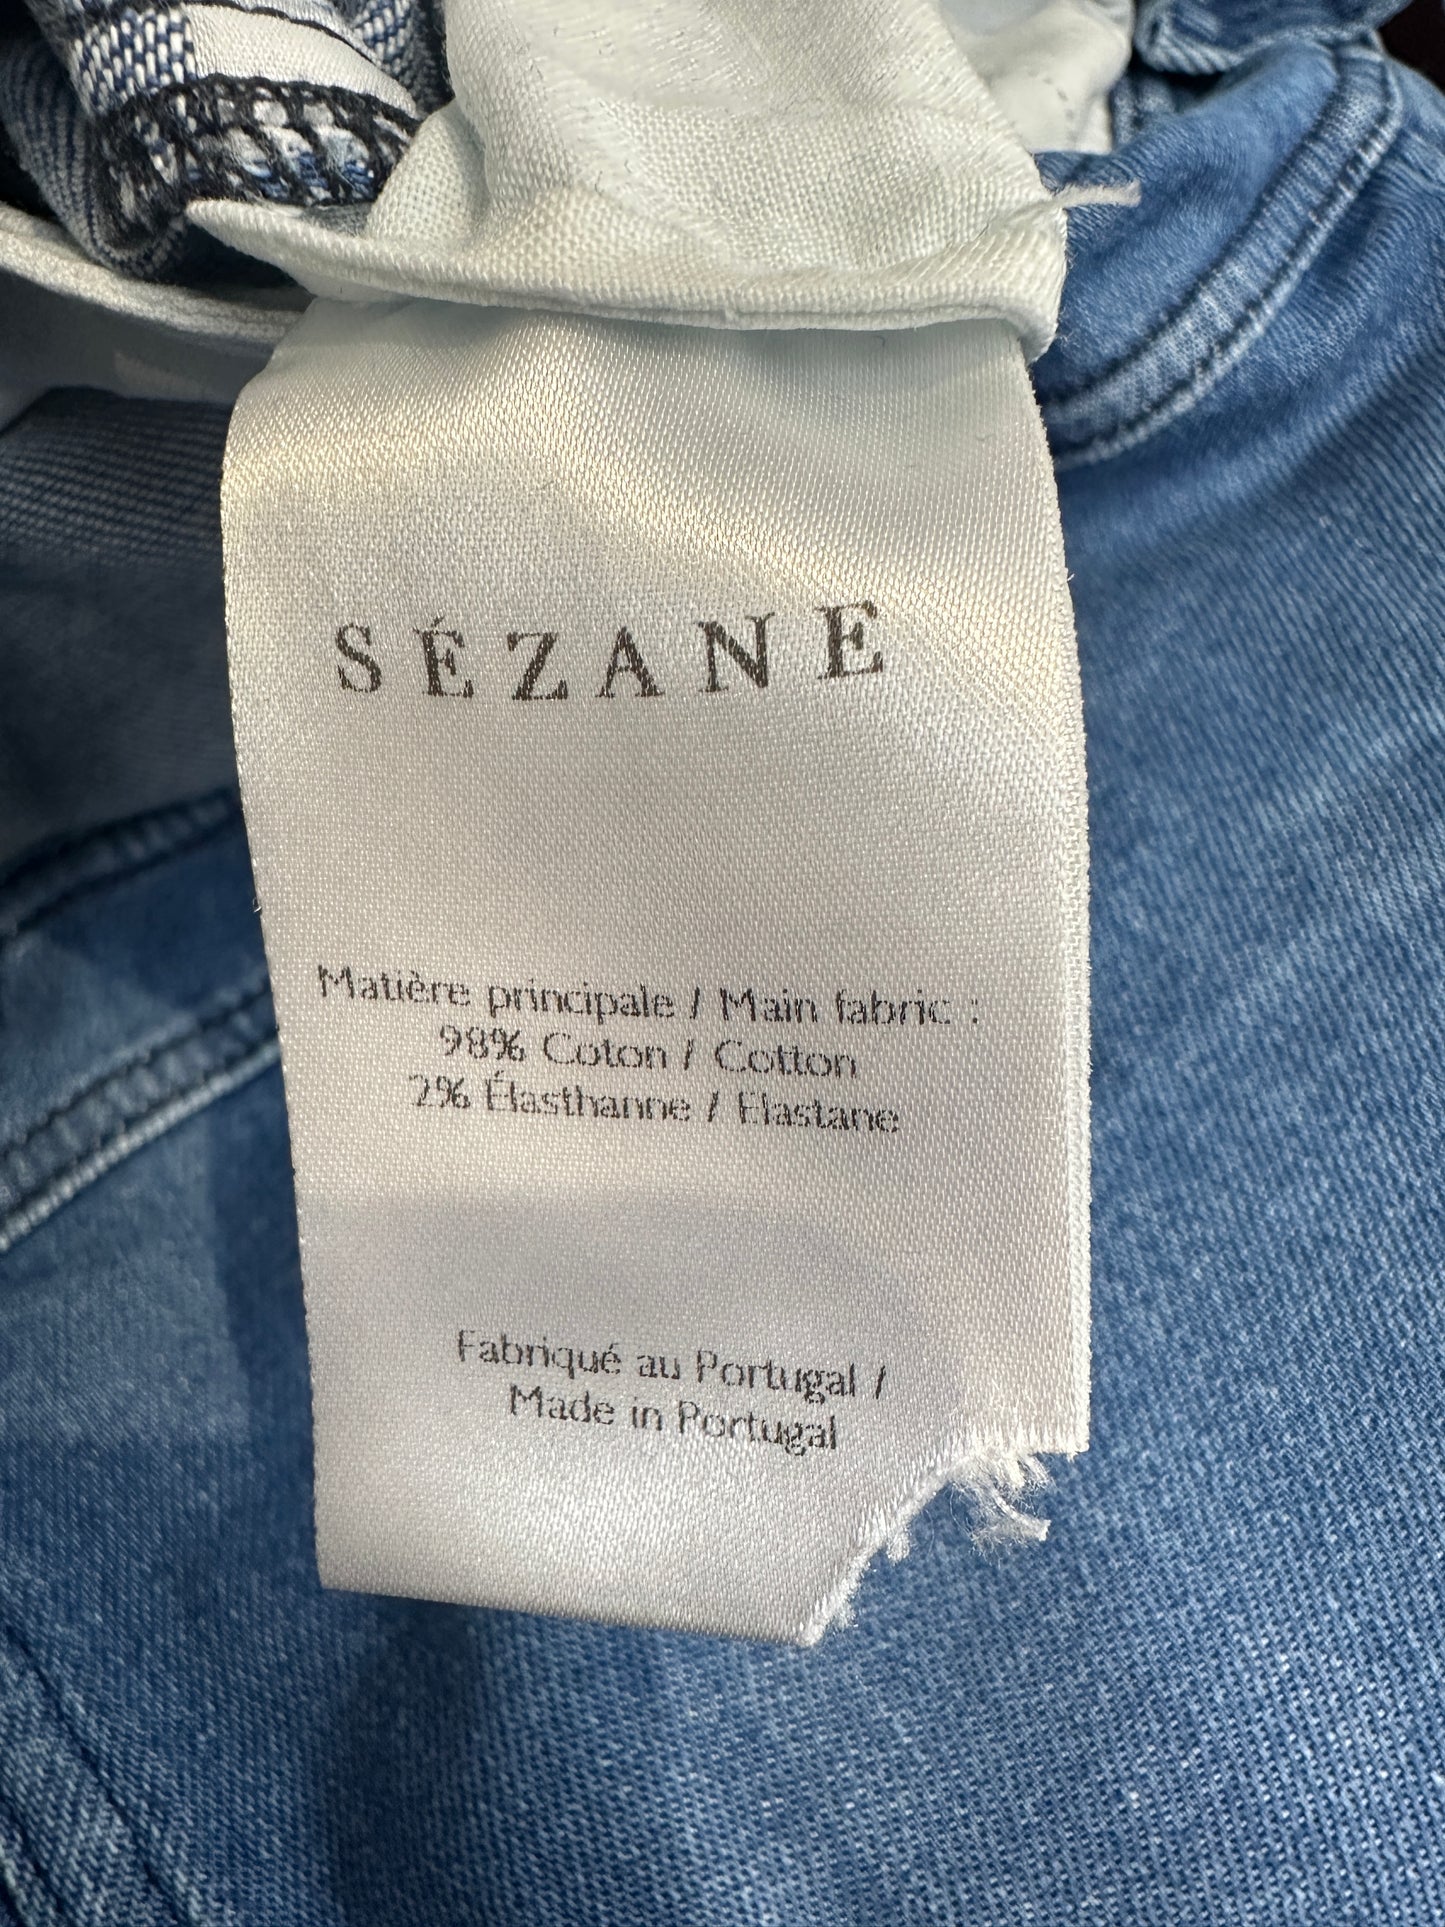 SÉZANE
Matière principale / Main fabric :
98% Coton / Cotton
2% Élasthanne / Elastane
Fabriqué au Portugal /
Made in Portugal